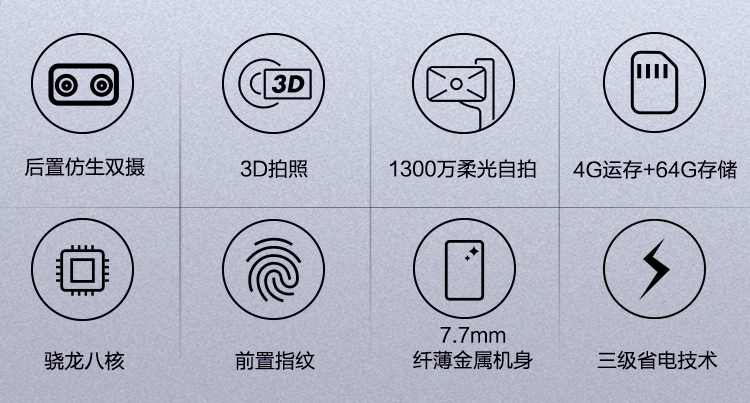 3D
后置仿生双摄
3D拍照
1300万柔光自拍
4G运存+64G存储
骁龙八核
前置指纹
7.7mm
纤薄金属机身
三级省电技术